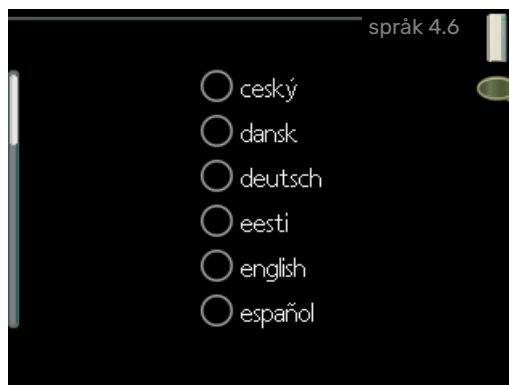 språk 4.6
ceský
dansk
deutsch
eesti
english
español